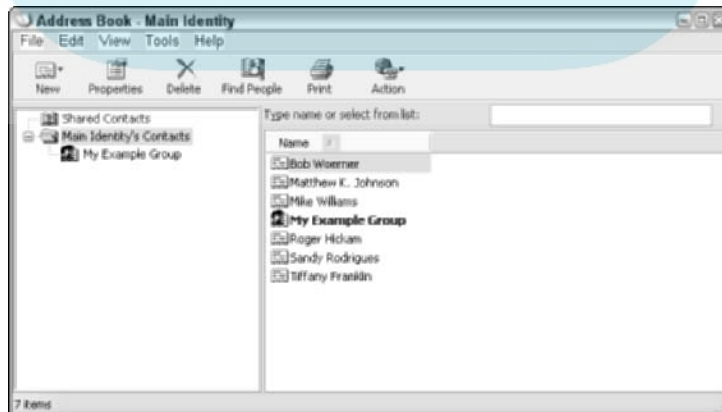 Address Book - Main Identity
File Edit View Tools Help
New Properties Delete Find People Print Action
Shared Contacts
Main Identity's Contacts
My Example Group
Type name or select from list:
Name
Bob Woerner
Matthew K. Johnson
Mike Williams
My Example Group
Roger Hickam
Sandy Rodrigues
Tiffany Franklin
7 items